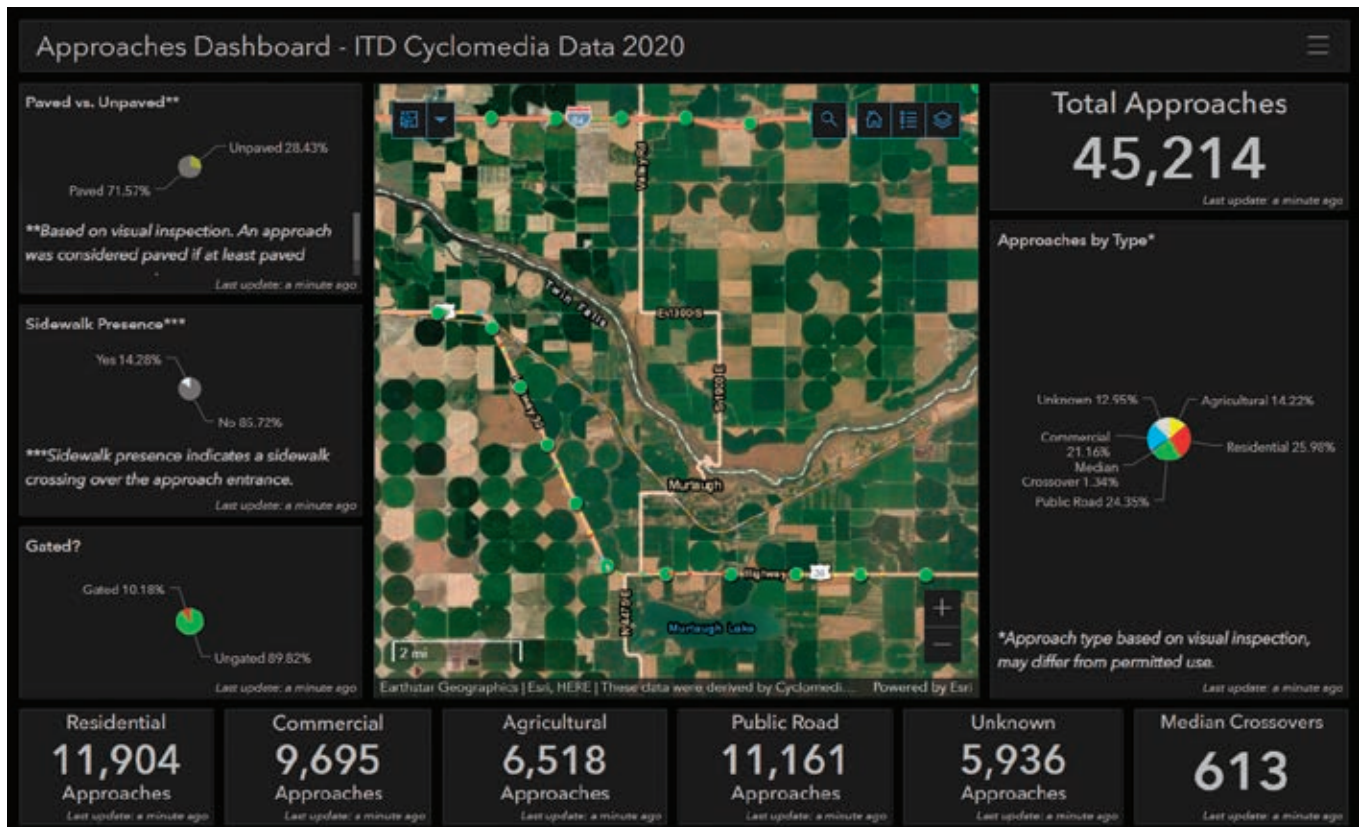 Approaches Dashboard - ITD Cyclomedia Data 2020
Paved vs. Unpaved**
Unpaved 28.43%
Paved 71.57%
**Based on visual inspection. An approach
was considered paved if at least paved
Last update: a minute ago
Sidewalk Presence***
Yes 14.28%
No 85.72%
***Sidewalk presence indicates a sidewalk
crossing over the approach entrance.
Last update: a minute ago
Gated?
Gated 10.18%
Ungated 89.82%
Last update: a minute ago
84
Valley Rd
Twin Falls
E 1300 S
S 1900 E
Murtaugh
Highway
30
N 4475 E
Murtaugh Lake
2 mi
+
−
Earthstar Geographics | Esri, HERE | These data were derived by Cyclomedi...
Powered by Esri
Total Approaches
45,214
Last update: a minute ago
Approaches by Type*
Unknown 12.95%
Agricultural 14.22%
Commercial
21.16%
Residential 25.98%
Median
Crossover 1.34%
Public Road 24.35%
*Approach type based on visual inspection,
may differ from permitted use.
Last update: a minute ago
Residential
11,904
Approaches
Last update: a minute ago
Commercial
9,695
Approaches
Last update: a minute ago
Agricultural
6,518
Approaches
Last update: a minute ago
Public Road
11,161
Approaches
Last update: a minute ago
Unknown
5,936
Approaches
Last update: a minute ago
Median Crossovers
613
Last update: a minute ago